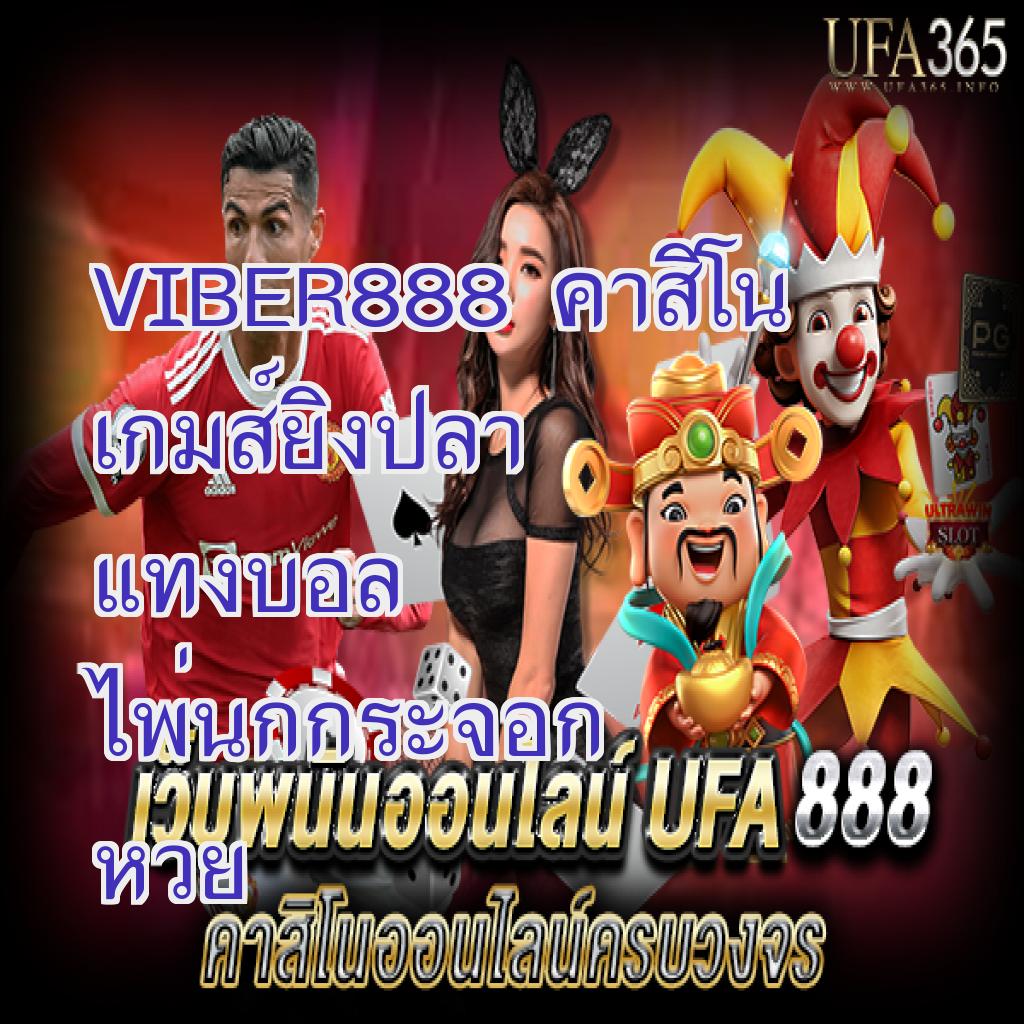 UFA365
WWW.UFA365.INFO
VIBER888 คาสิโน
เกมส์ยิงปลา
แทงบอล
ไพ่นกกระจอก
หวย
PG
ULTRAWIN
SLOT
เว็บพนันออนไลน์ UFA 888
คาสิโนออนไลน์ครบวงจร